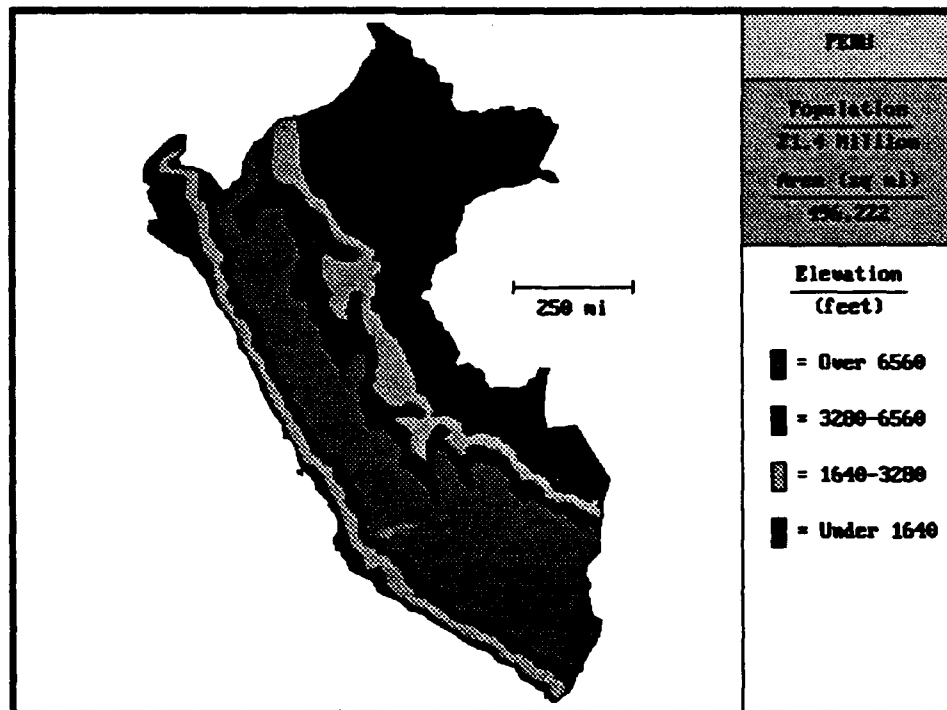 PERU
Population
21.4 Million
Area (sq mi)
496,222
250 mi
Elevation
(feet)
= Over 6560
= 3280-6560
= 1640-3280
= Under 1640